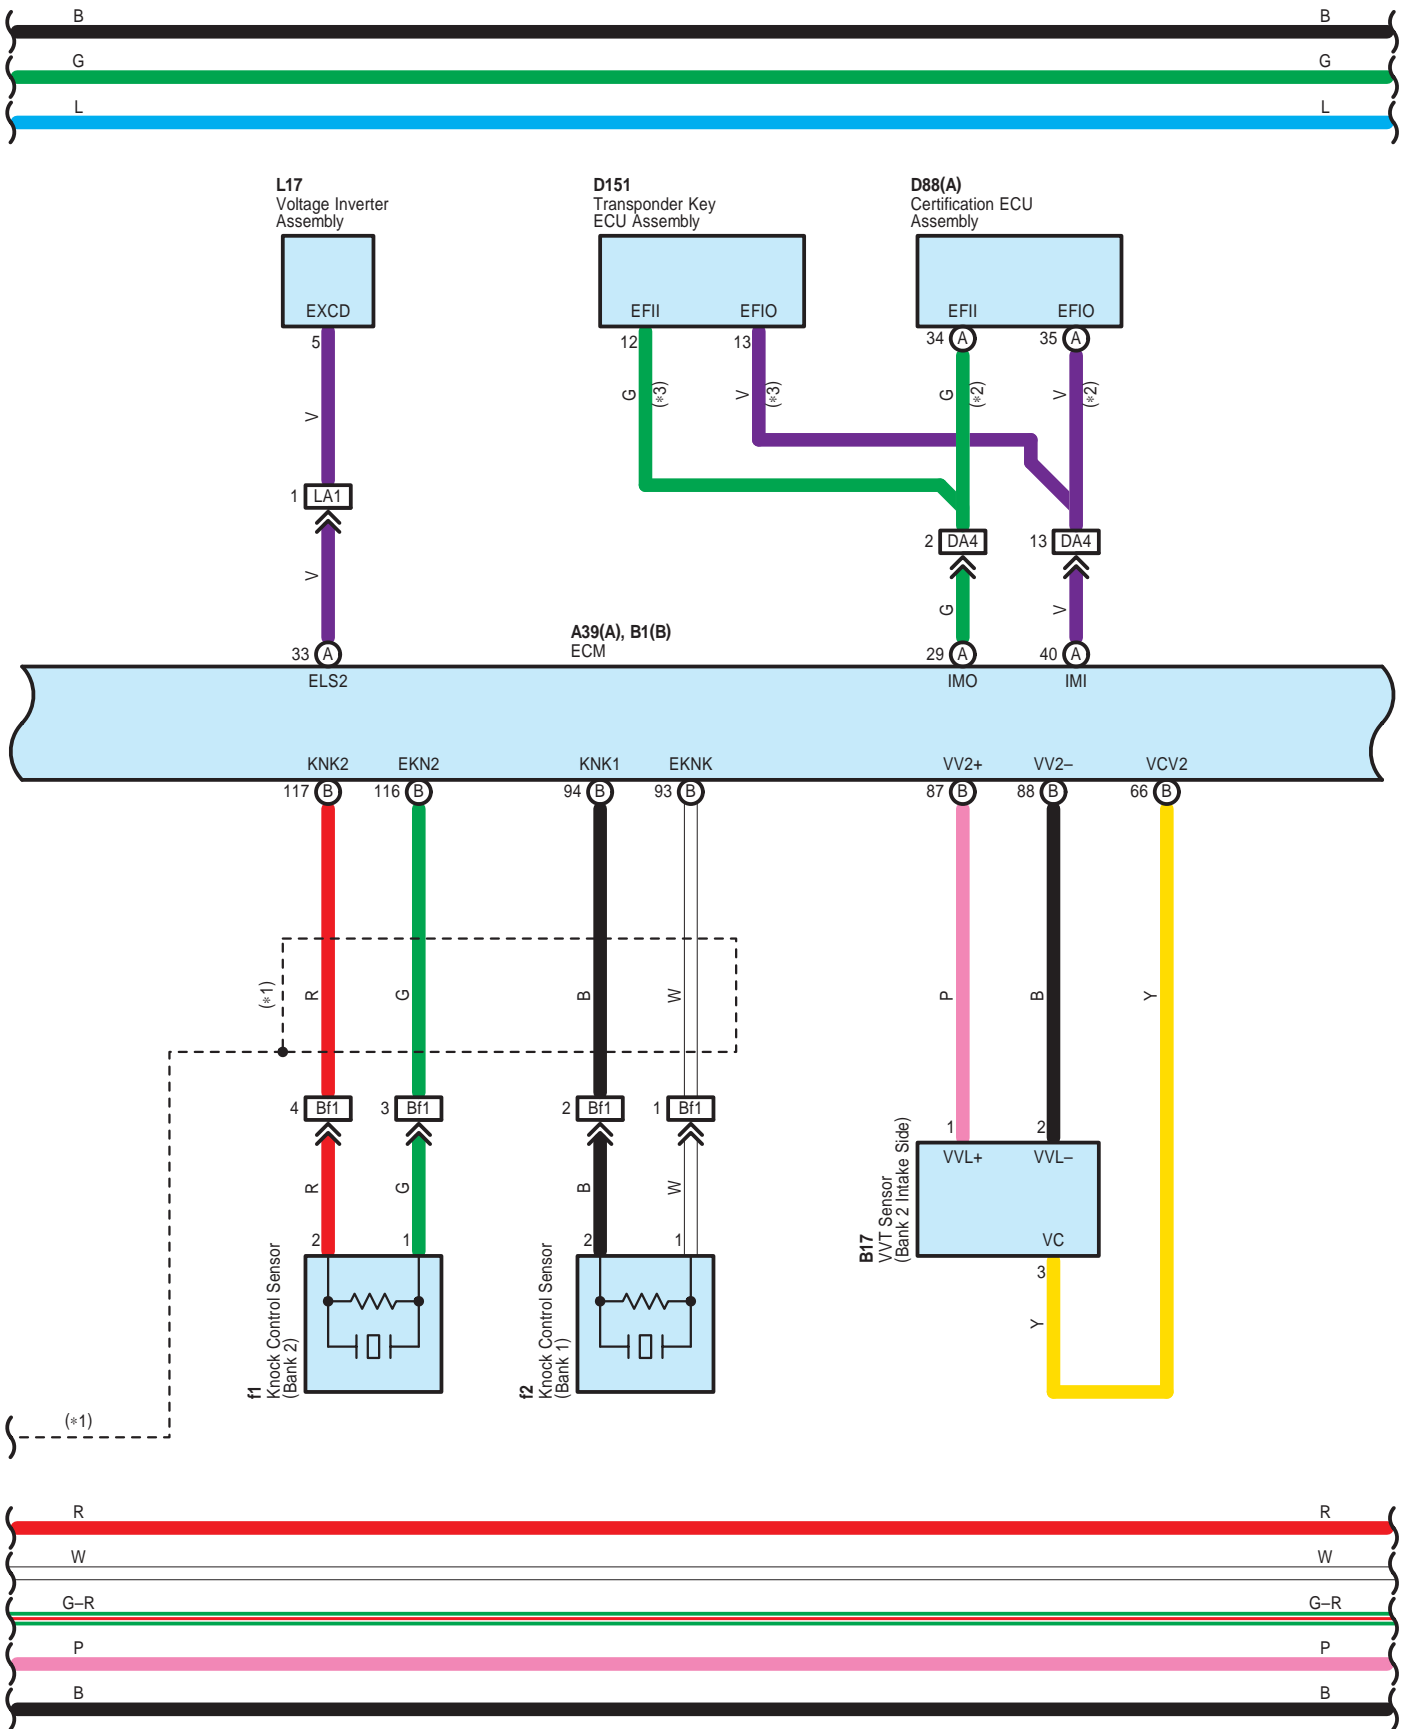 B B
G G
L L
L17
Voltage Inverter
Assembly
D151
Transponder Key
ECU Assembly
D88(A)
Certification ECU
Assembly
EXCD
EFII EFIO
EFII EFIO
5
12 13
34 A 35 A
V
G (*3) V (*3)
G (*2) V (*2)
1 LA1
2 DA4 13 DA4
V
G V
A39(A), B1(B)
ECM
33 A
29 A 40 A
ELS2 IMO IMI
KNK2 EKN2 KNK1 EKNK VV2+ VV2– VCV2
117 B 116 B 94 B 93 B 87 B 88 B 66 B
(*1) R G B W P B Y
4 Bf1 3 Bf1 2 Bf1 1 Bf1
1 2
VVL+ VVL–
R G B W
B17
VVT Sensor
(Bank 2 Intake Side)
VC
3
Y
2 1 2 1
f1
Knock Control Sensor
(Bank 2)
f2
Knock Control Sensor
(Bank 1)
(*1)
R R
W W
G–R G–R
P P
B B